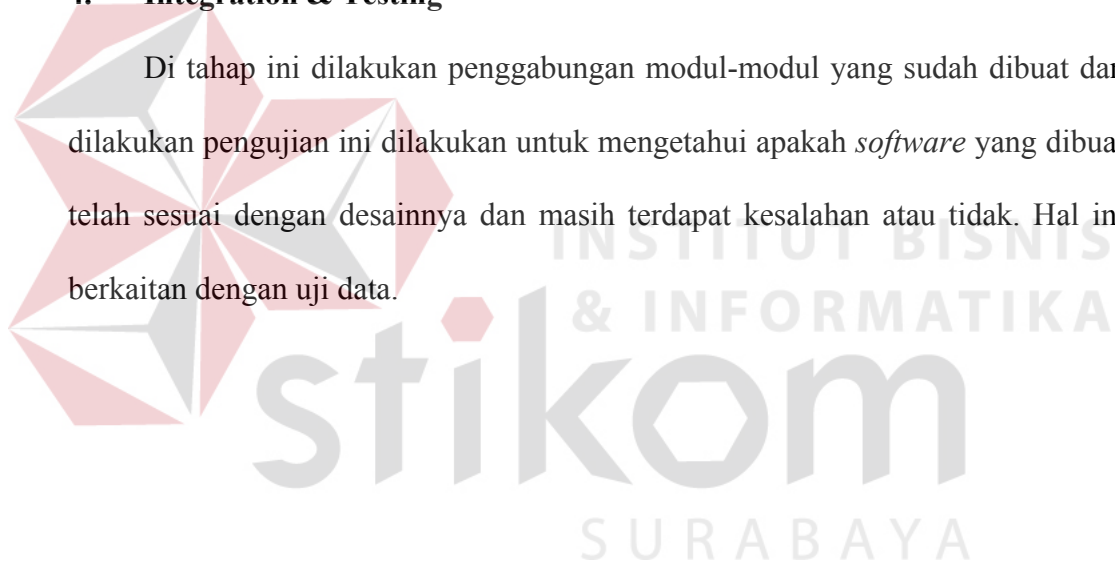 4. Integration & Testing
Di tahap ini dilakukan penggabungan modul-modul yang sudah dibuat dan
dilakukan pengujian ini dilakukan untuk mengetahui apakah software yang dibua
telah sesuai dengan desainnya dan masih terdapat kesalahan atau tidak. Hal in
berkaitan dengan uji data.
INSTITUT BISNIS
& INFORMATIKA
stikom
SURABAYA